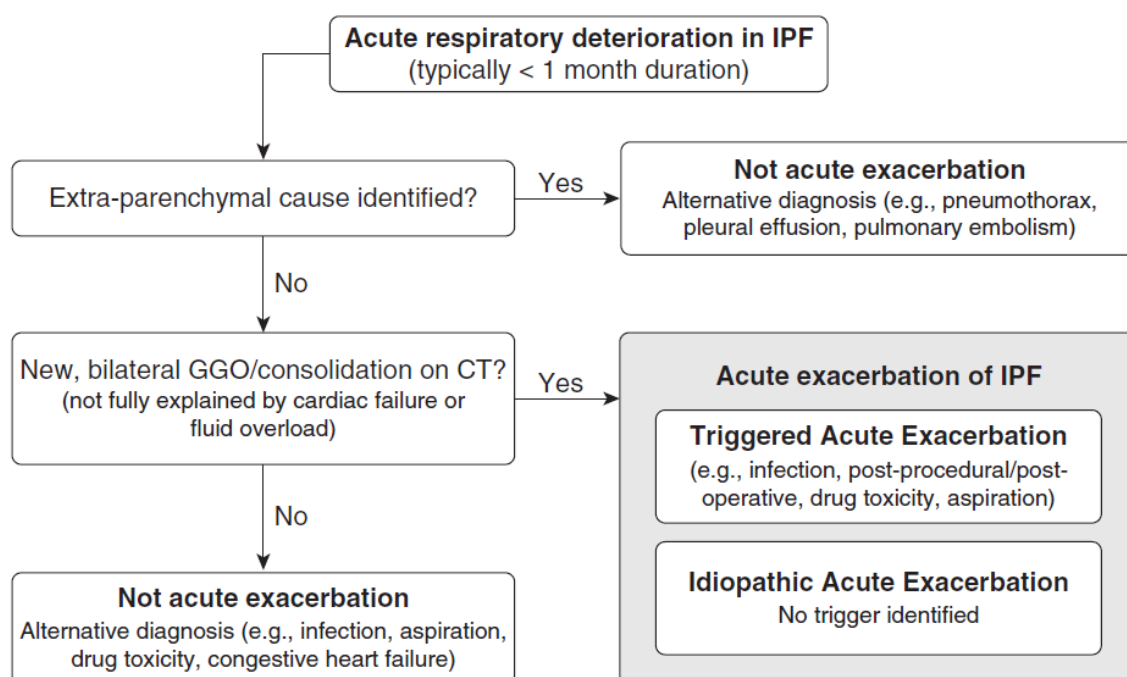 Acute respiratory deterioration in IPF
(typically < 1 month duration)
Extra-parenchymal cause identified?
Yes
Not acute exacerbation
Alternative diagnosis (e.g., pneumothorax,
pleural effusion, pulmonary embolism)
No
New, bilateral GGO/consolidation on CT?
(not fully explained by cardiac failure or
fluid overload)
Yes
Acute exacerbation of IPF
Triggered Acute Exacerbation
(e.g., infection, post-procedural/post-
operative, drug toxicity, aspiration)
Idiopathic Acute Exacerbation
No trigger identified
No
Not acute exacerbation
Alternative diagnosis (e.g., infection, aspiration,
drug toxicity, congestive heart failure)